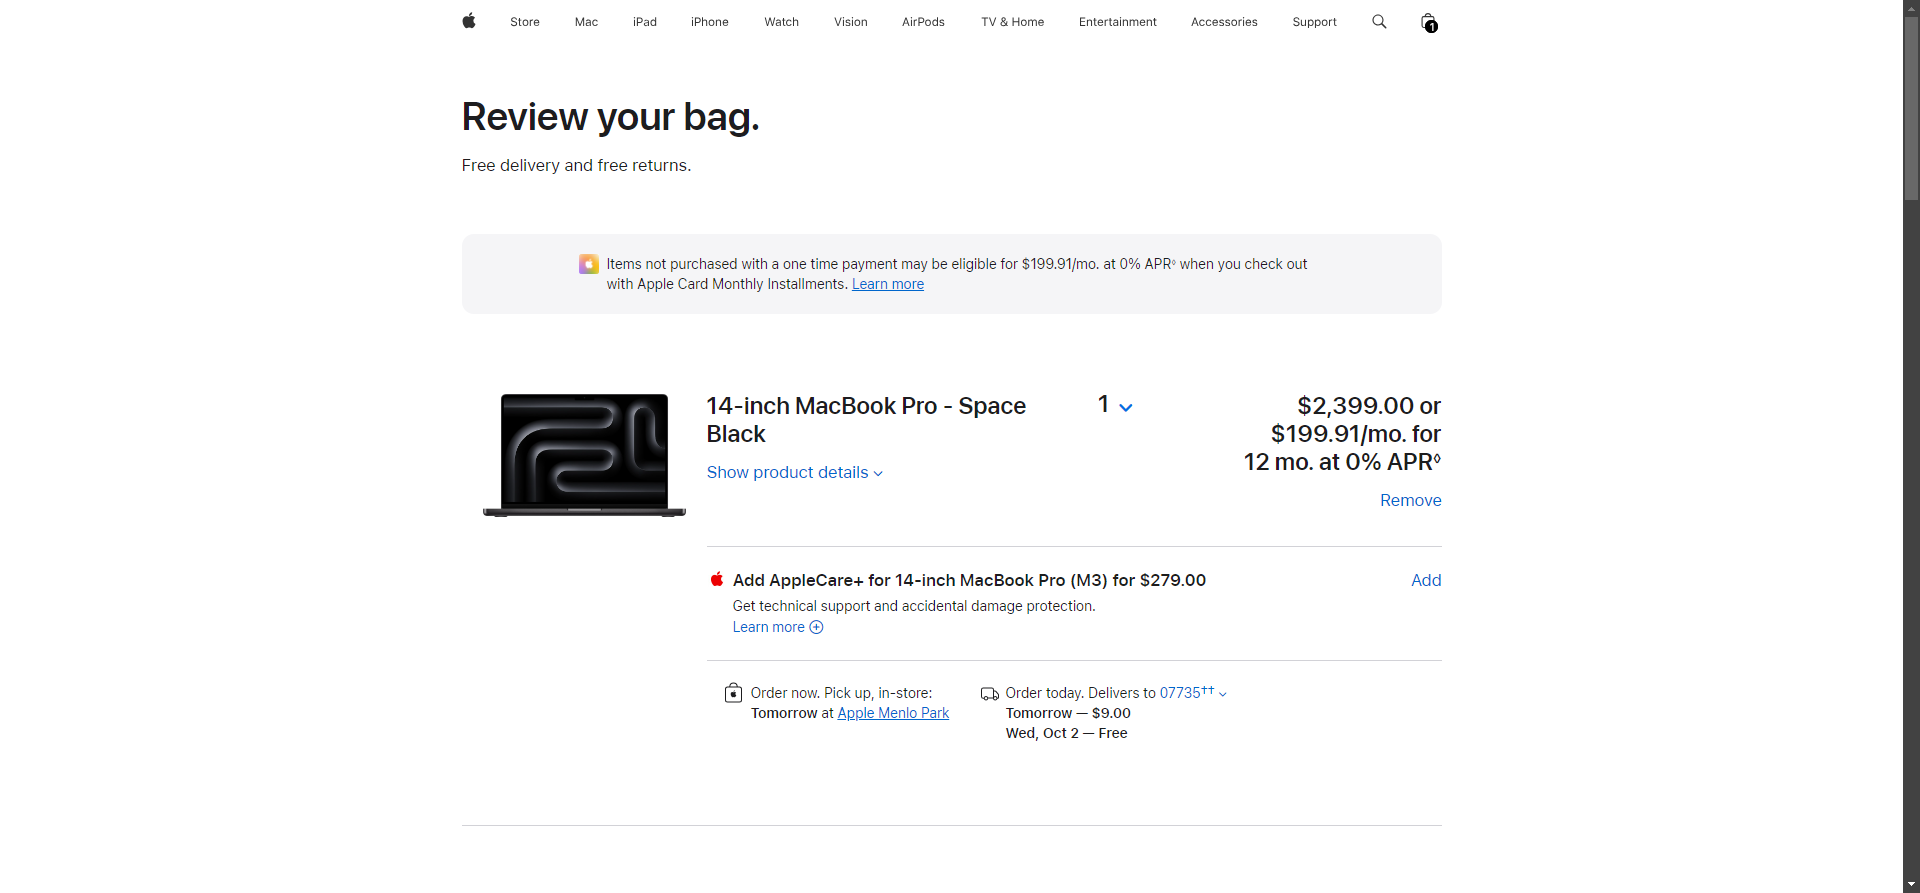 Store Mac iPad iPhone Watch Vision AirPods TV & Home Entertainment Accessories Support 1
Review your bag.
Free delivery and free returns.
Items not purchased with a one time payment may be eligible for $199.91/mo. at 0% APR◊ when you check out
with Apple Card Monthly Installments. Learn more
14-inch MacBook Pro - Space
Black
Show product details
1
$2,399.00 or
$199.91/mo. for
12 mo. at 0% APR◊
Remove
Add AppleCare+ for 14-inch MacBook Pro (M3) for $279.00
Add
Get technical support and accidental damage protection.
Learn more
Order now. Pick up, in-store:
Tomorrow at Apple Menlo Park
Order today. Delivers to 07735††
Tomorrow — $9.00
Wed, Oct 2 — Free